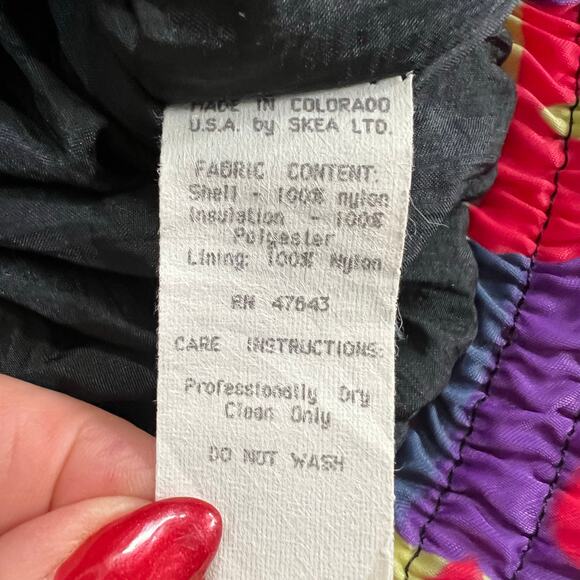 MADE IN COLORADO
U.S.A. by SKEA LTD.
FABRIC CONTENT:
Shell - 100% nylon
Insulation - 100%
Polyester
Lining: 100% Nylon
RN 47643
CARE INSTRUCTIONS:
Professionally Dry
Clean Only
DO NOT WASH